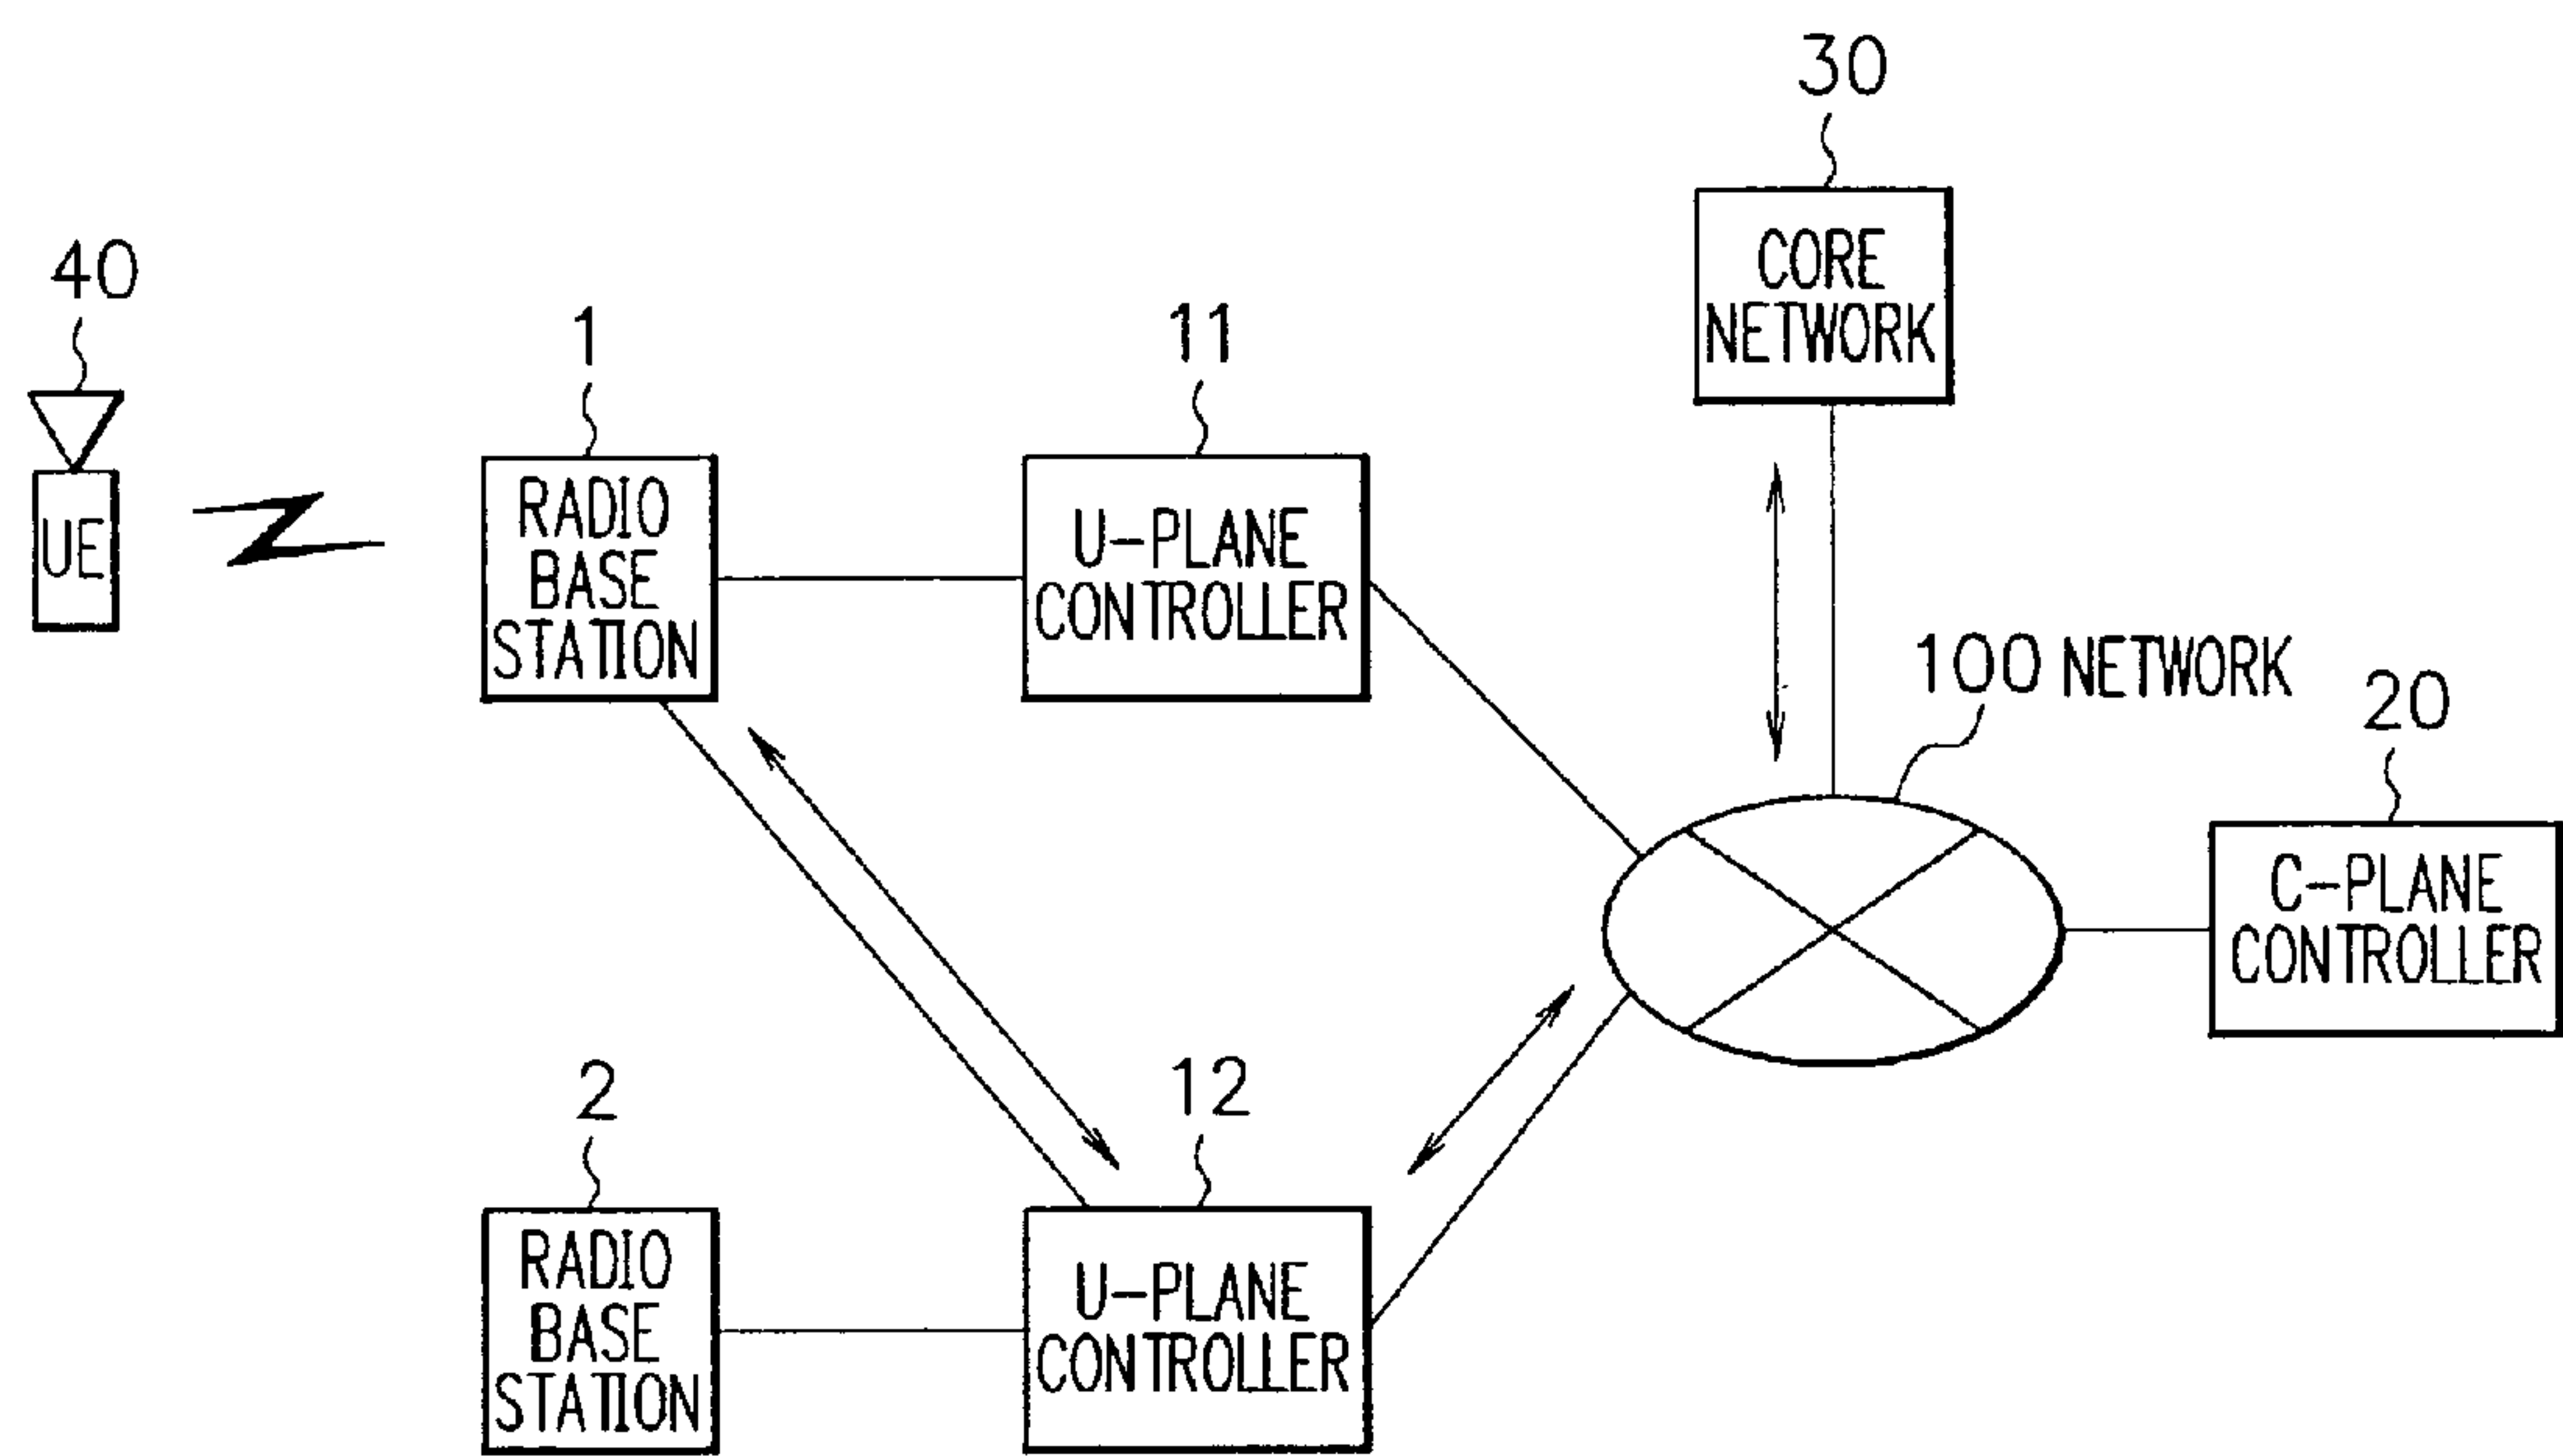 30
CORE
NETWORK
40
UE
1
RADIO
BASE
STATION
11
U-PLANE
CONTROLLER
100 NETWORK
20
C-PLANE
CONTROLLER
2
RADIO
BASE
STATION
12
U-PLANE
CONTROLLER